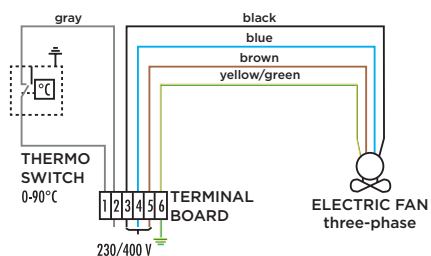 gray
black
blue
brown
yellow/green
°C
THERMO
SWITCH
0-90°C
1 2 3 4 5 6
TERMINAL
BOARD
230/400 V
ELECTRIC FAN
three-phase